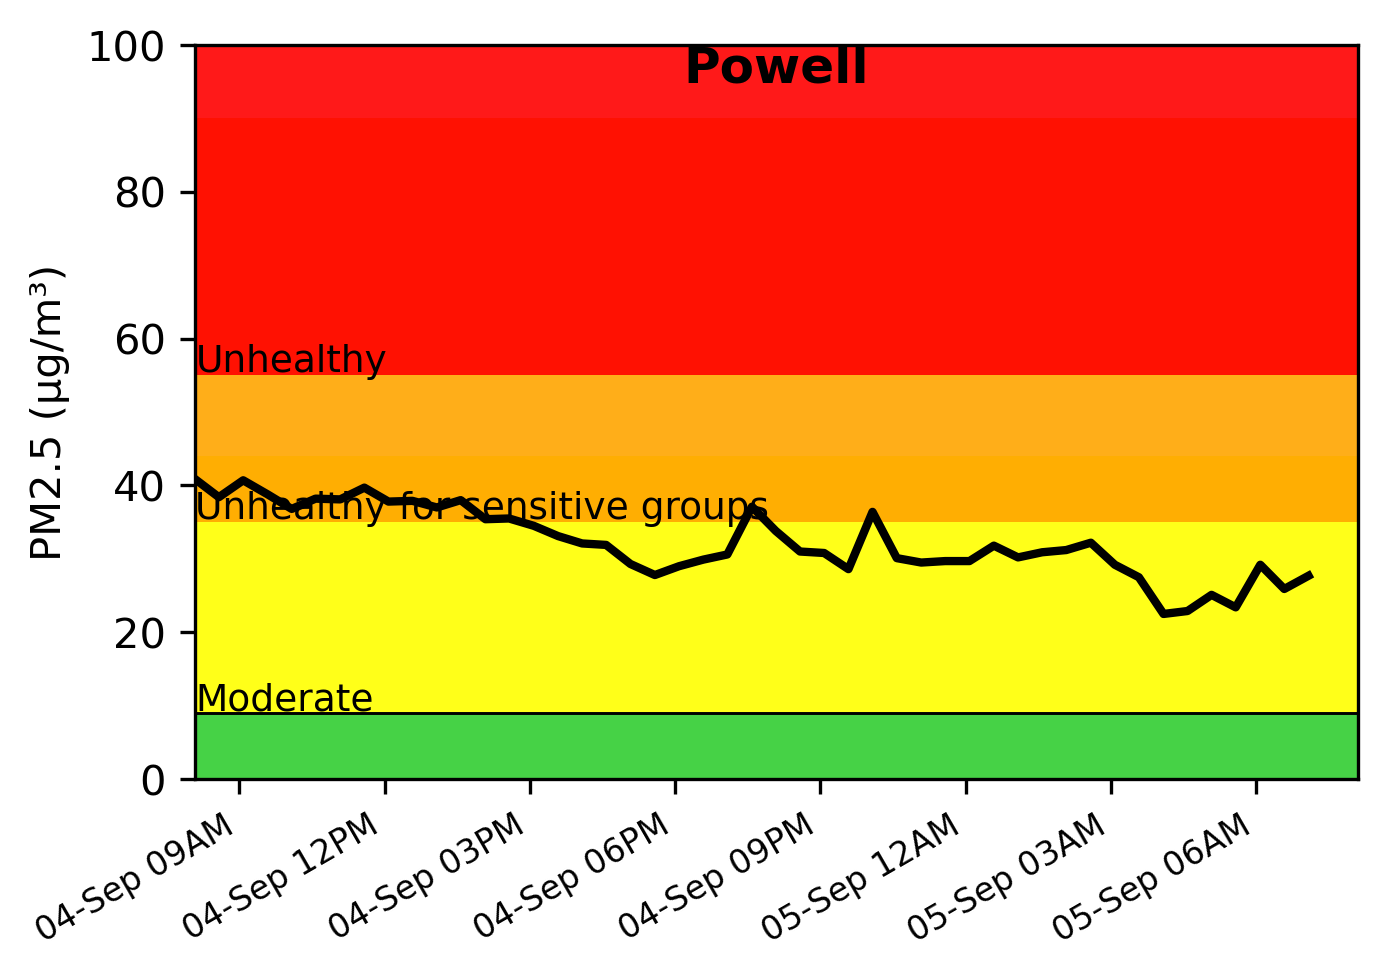 Powell
100
80
60
40
20
0
PM2.5 (µg/m³)
Unhealthy
Unhealthy for sensitive groups
Moderate
04-Sep 09AM
04-Sep 12PM
04-Sep 03PM
04-Sep 06PM
04-Sep 09PM
05-Sep 12AM
05-Sep 03AM
05-Sep 06AM